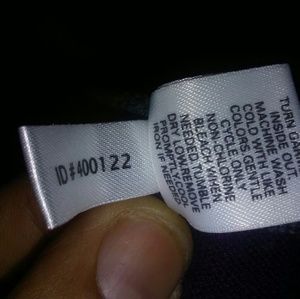 ID#400122
TURN
INSIDE OUT.
MACHINE WASH
COLD WITH LIKE
COLORS GENTLE
CYCLE. ONLY
NON-CHLORINE
BLEACH WHEN
NEEDED. TUMBLE
DRY LOW. REMOVE
PROMPTLY. COOL
IRON IF NEEDED.